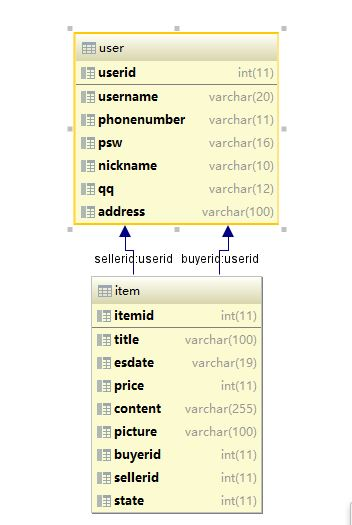 user
userid int(11)
username varchar(20)
phonenumber varchar(11)
psw varchar(16)
nickname varchar(10)
qq varchar(12)
address varchar(100)
sellerid:userid buyerid:userid
item
itemid int(11)
title varchar(100)
esdate varchar(19)
price int(11)
content varchar(255)
picture varchar(100)
buyerid int(11)
sellerid int(11)
state int(11)